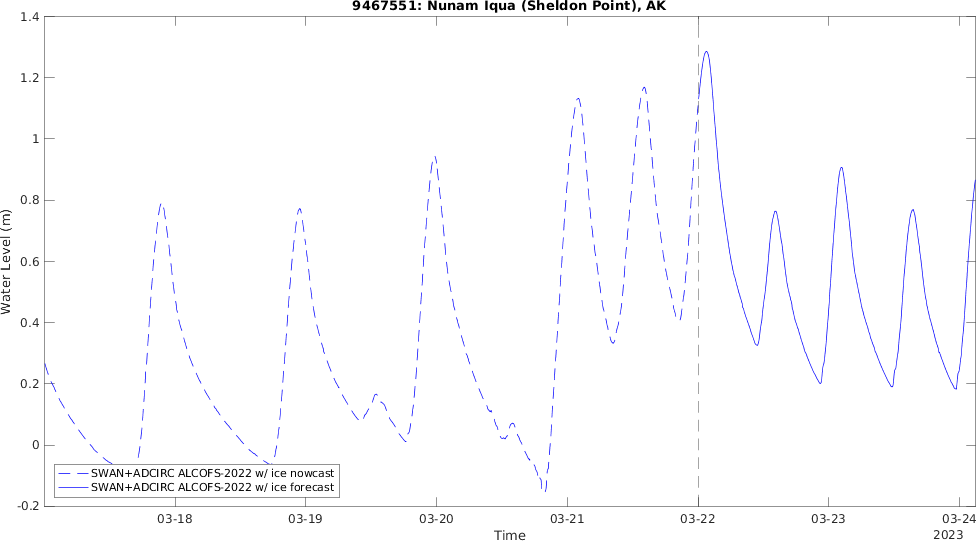 9467551: Nunam Iqua (Sheldon Point), AK
1.4
1.2
1
0.8
0.6
0.4
0.2
0
-0.2
Water Level (m)
SWAN+ADCIRC ALCOFS-2022 w/ ice nowcast
SWAN+ADCIRC ALCOFS-2022 w/ ice forecast
03-18 03-19 03-20 03-21 03-22 03-23 03-24
Time
2023